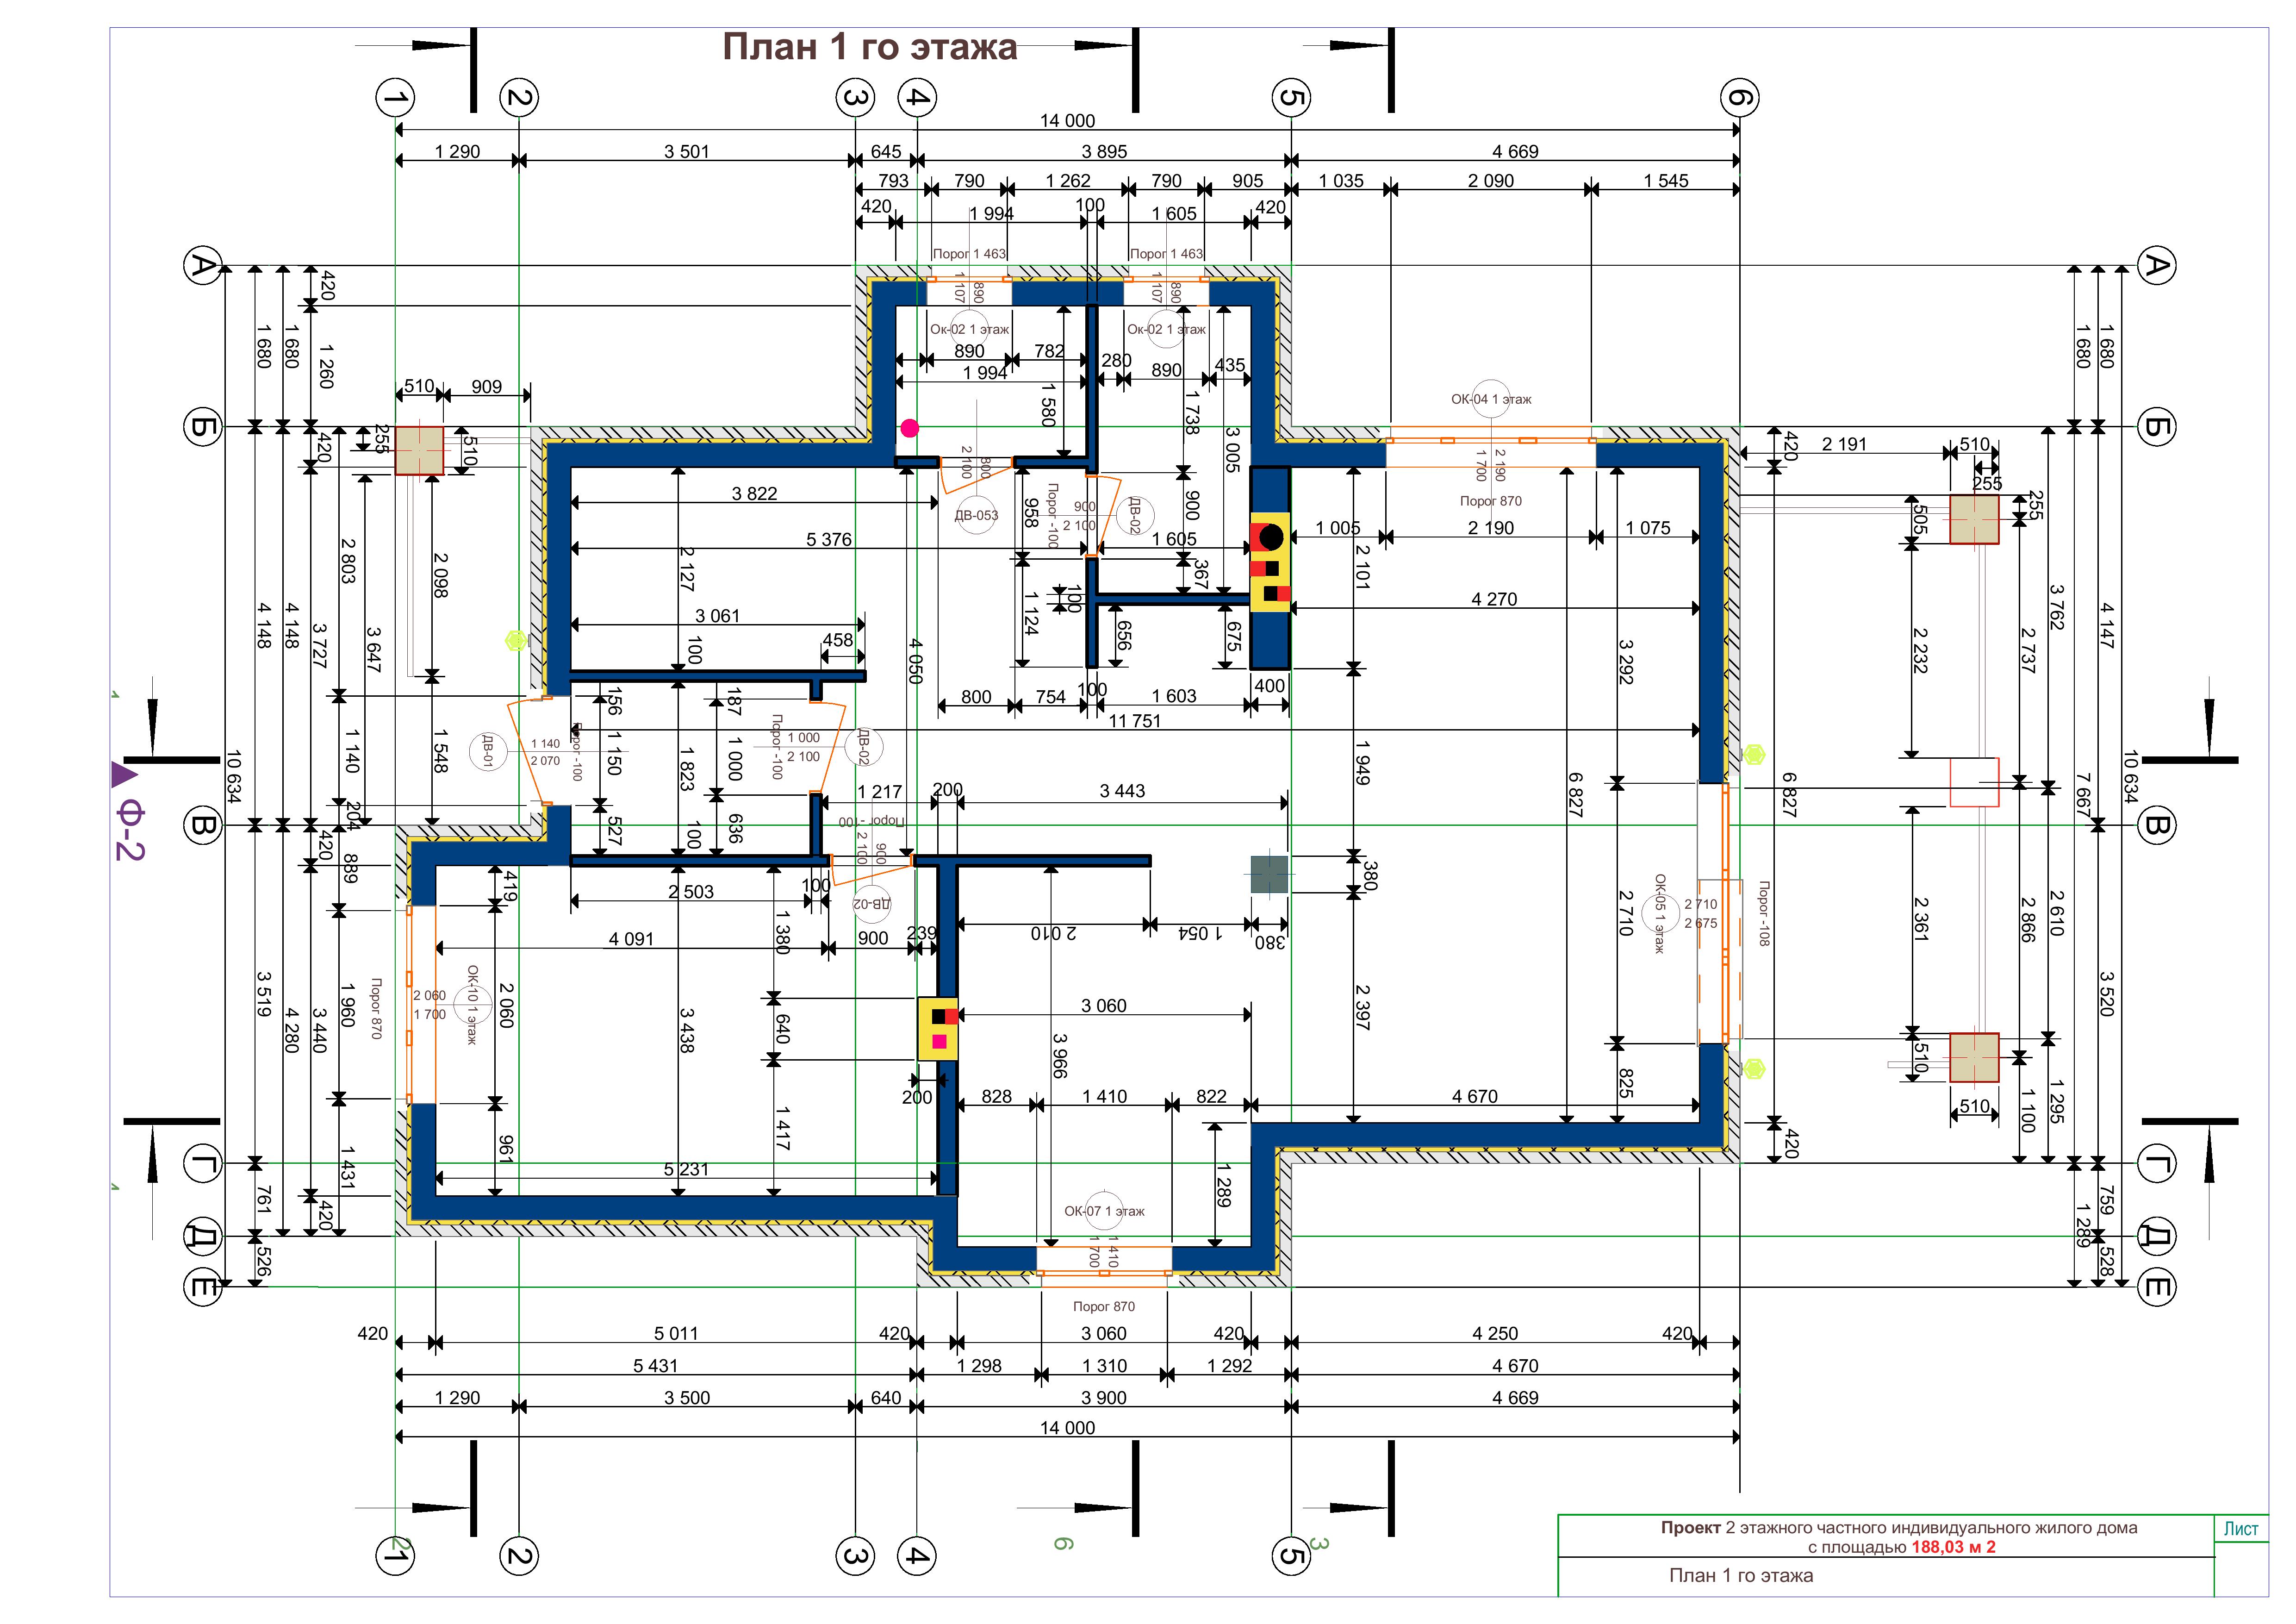 План 1 го этажа
1 2 3 4 5 6
14 000
1 290 3 501 645 3 895 4 669
793 790 1 262 790 905 1 035 2 090 1 545
420 1 994 100 1 605 420
Порог 1 463 Порог 1 463
А А
890 107 890 107
Ок-02 1 этаж Ок-02 1 этаж
890 782 280 890 435
1 994
1 580 1 738 3 005
420 1 260 1 680 1 680
1 680 1 680
510 909
ОК-04 1 этаж
Б Б
255 510 420
420 2 191 510 255 255
2 100 800
ДВ-053
2 190 1 700
Порог 870
3 822
958 Порог -100 900 2 100 ДВ-02 900
1 005 2 190 1 075
5 376 1 605
2 127 2 101 367
505 3 762 4 147
2 803 2 098 3 727 3 647 4 148 4 148
4 270
3 061 100 1 124 656 675
458
100 4 050 3 292
2 232 2 737
800 754 100 1 603 400
11 751
156 187
ДВ-01 1 140 2 070 Порог -100 1 150 1 823 1 000 Порог -100 1 000 2 100 ДВ-02
1 548 1 140 10 634
1 949 6 827 6 827 7 667 10 634
1 217 200 3 443
Порог -100
527 100 636 900 2 100
204
Ф-2
В В
420 889 419
380
2 503 100 ДВ-02
1 380
2 010 1 054 380
4 091 900 239
2 710 ОК-05 1 этаж 2 710 2 675 Порог -108
2 361 2 866 2 610 3 520
Порог 870 2 060 1 700 ОК-10 1 этаж 2 060
1 960 3 440 4 280 3 519
3 438 640 3 060 3 966 2 397
200 828 1 410 822 4 670
825 510 510 1 100 1 295
961 1 417 1 431
5 231
1 289
Г Г
420 761
420 759 1 289
ОК-07 1 этаж
1 410 1 700
Д Д
526 528
Е Е
Порог 870
420 5 011 420 3 060 420 4 250 420
5 431 1 298 1 310 1 292 4 670
1 290 3 500 640 3 900 4 669
14 000
2 6 3
1 2 3 4 5
Проект 2 этажного частного индивидуального жилого дома
с площадью 188,03 м 2
Лист
План 1 го этажа